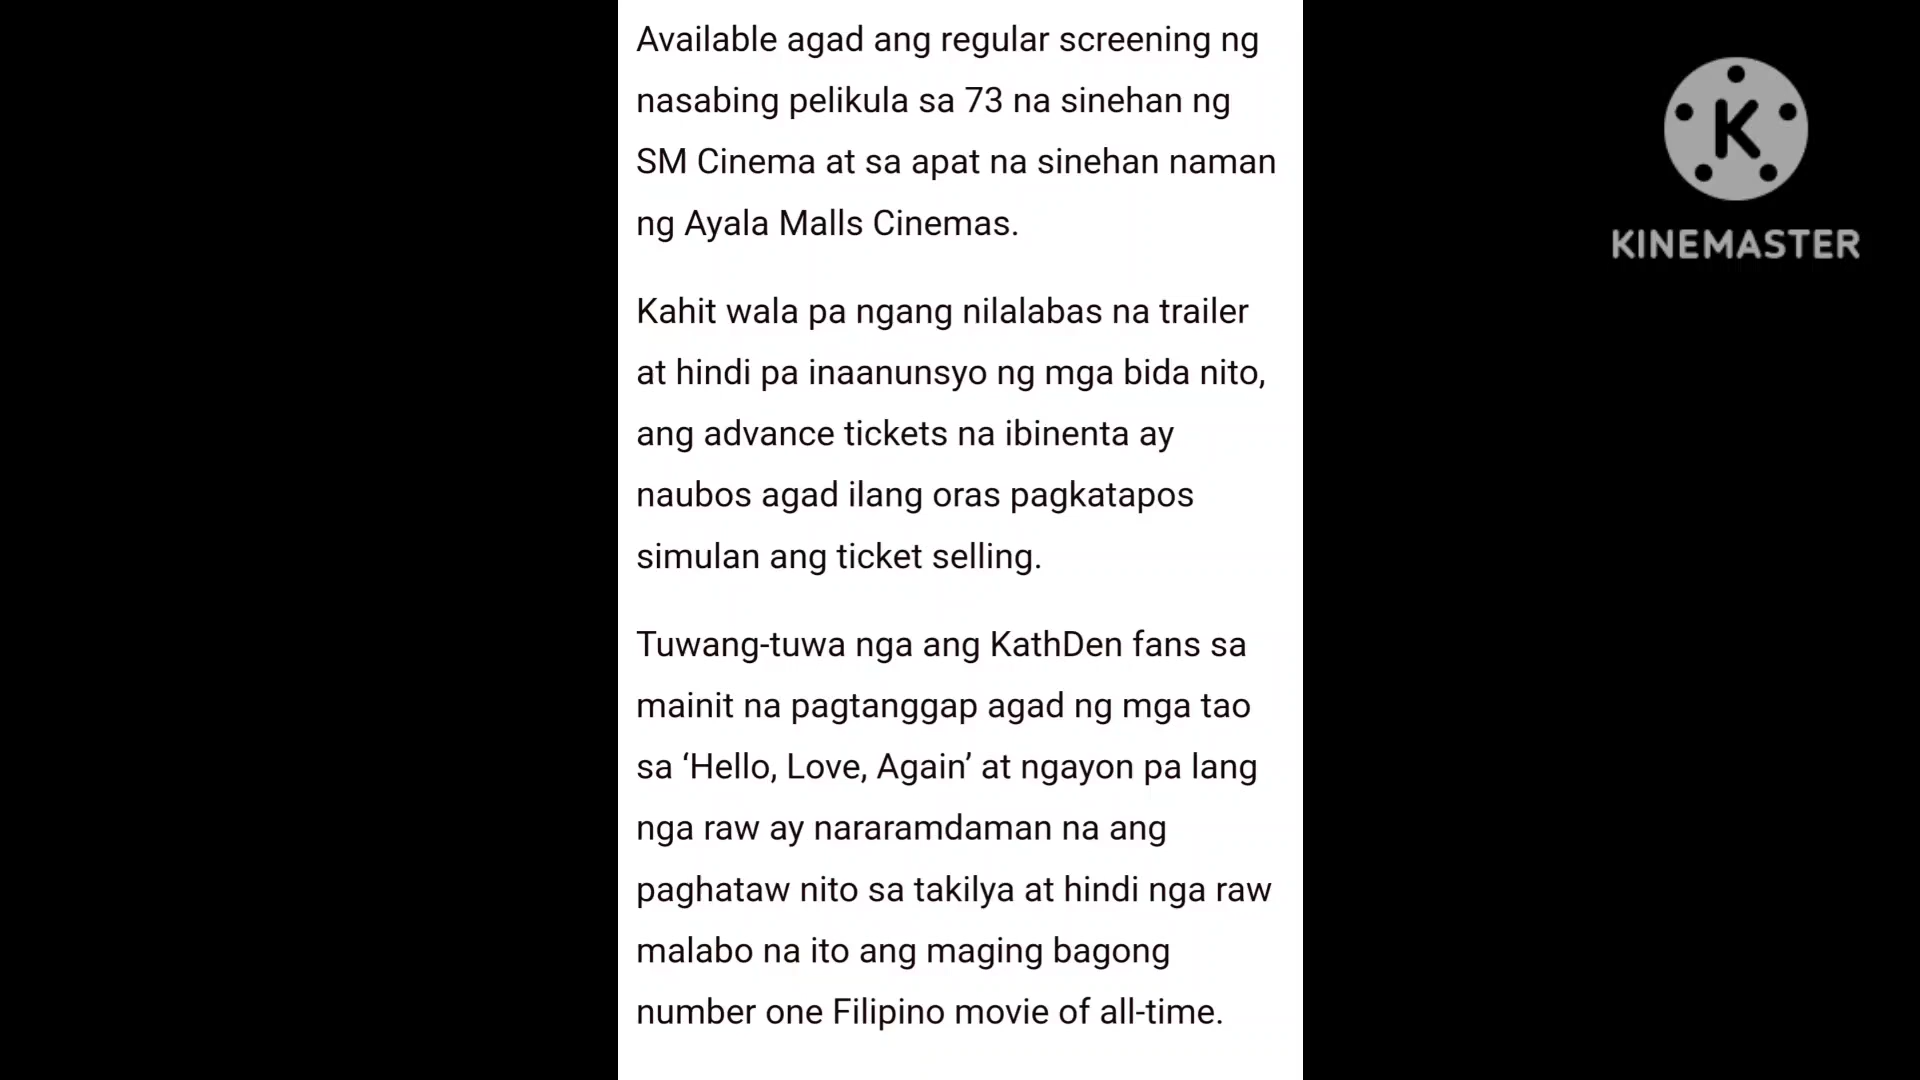 Available agad ang regular screening ng
nasabing pelikula sa 73 na sinehan ng
SM Cinema at sa apat na sinehan naman
ng Ayala Malls Cinemas.
Kahit wala pa ngang nilalabas na trailer
at hindi pa inaanunsyo ng mga bida nito,
ang advance tickets na ibinenta ay
naubos agad ilang oras pagkatapos
simulan ang ticket selling.
Tuwang-tuwa nga ang KathDen fans sa
mainit na pagtanggap agad ng mga tao
sa ‘Hello, Love, Again’ at ngayon pa lang
nga raw ay nararamdaman na ang
paghataw nito sa takilya at hindi nga raw
malabo na ito ang maging bagong
number one Filipino movie of all-time.
K
KINEMASTER